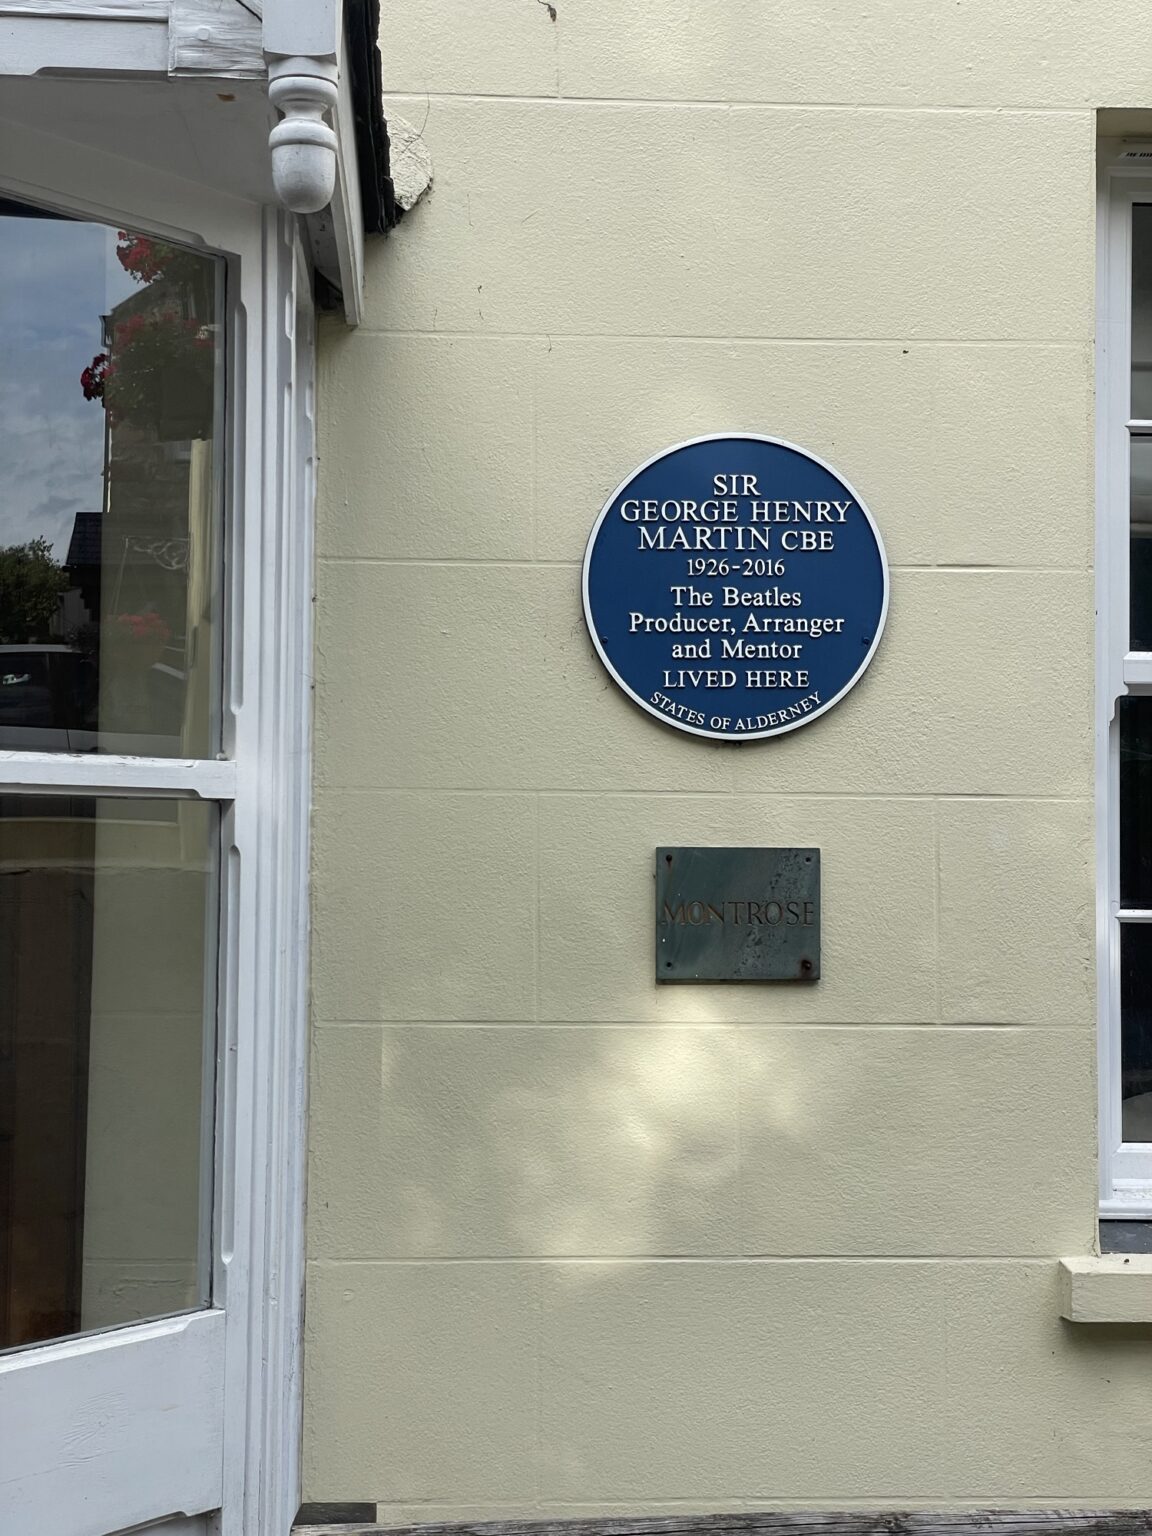 SIR
GEORGE HENRY
MARTIN CBE
1926-2016
The Beatles
Producer, Arranger
and Mentor
LIVED HERE
STATES OF ALDERNEY
MONTROSE